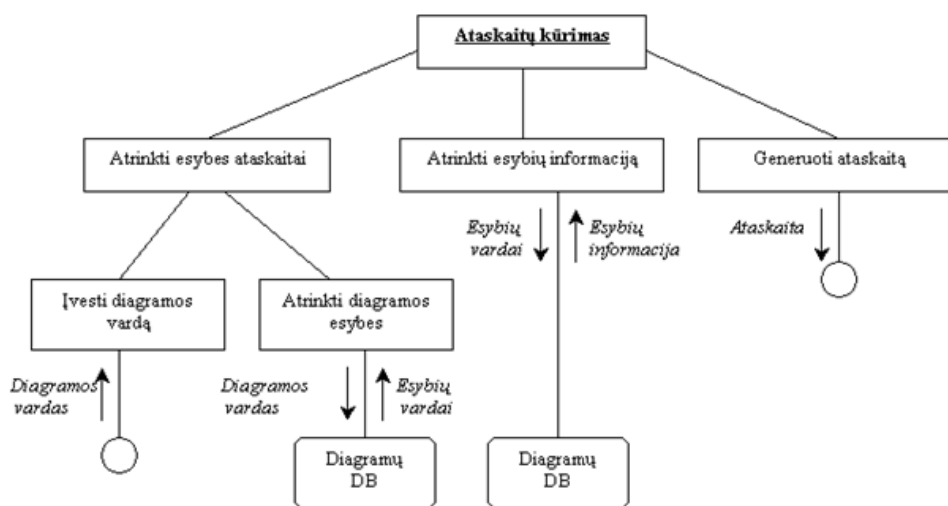 Ataskaitų kūrimas
Atrinkti esybes ataskaitai
Atrinkti esybių informaciją
Generuoti ataskaitą
Esybių
vardai
Esybių
informacija
Ataskaita
Įvesti diagramos
vardą
Atrinkti diagramos
esybes
Diagramos
vardas
Diagramos
vardas
Esybių
vardai
Diagramų
DB
Diagramų
DB